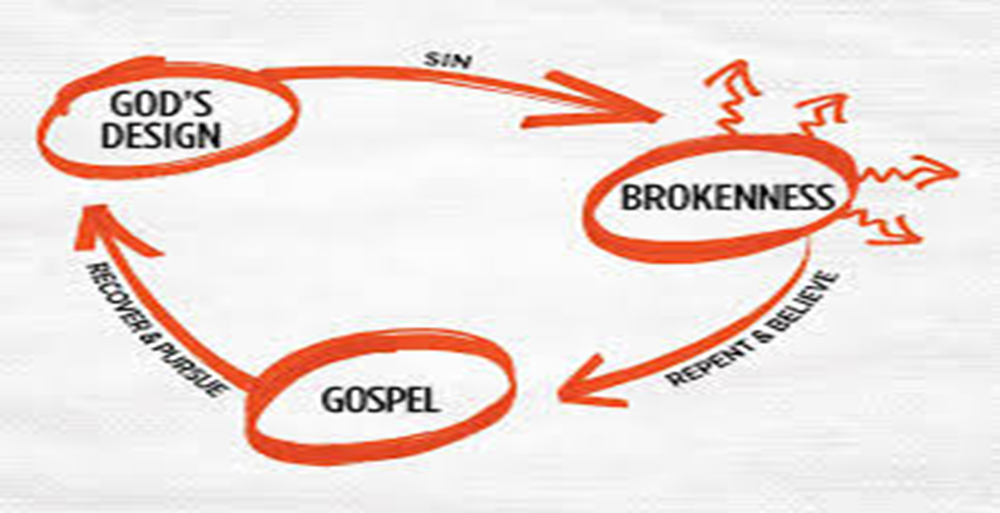 GOD'S
DESIGN
SIN
BROKENNESS
REPENT & BELIEVE
GOSPEL
RECOVER & PURSUE